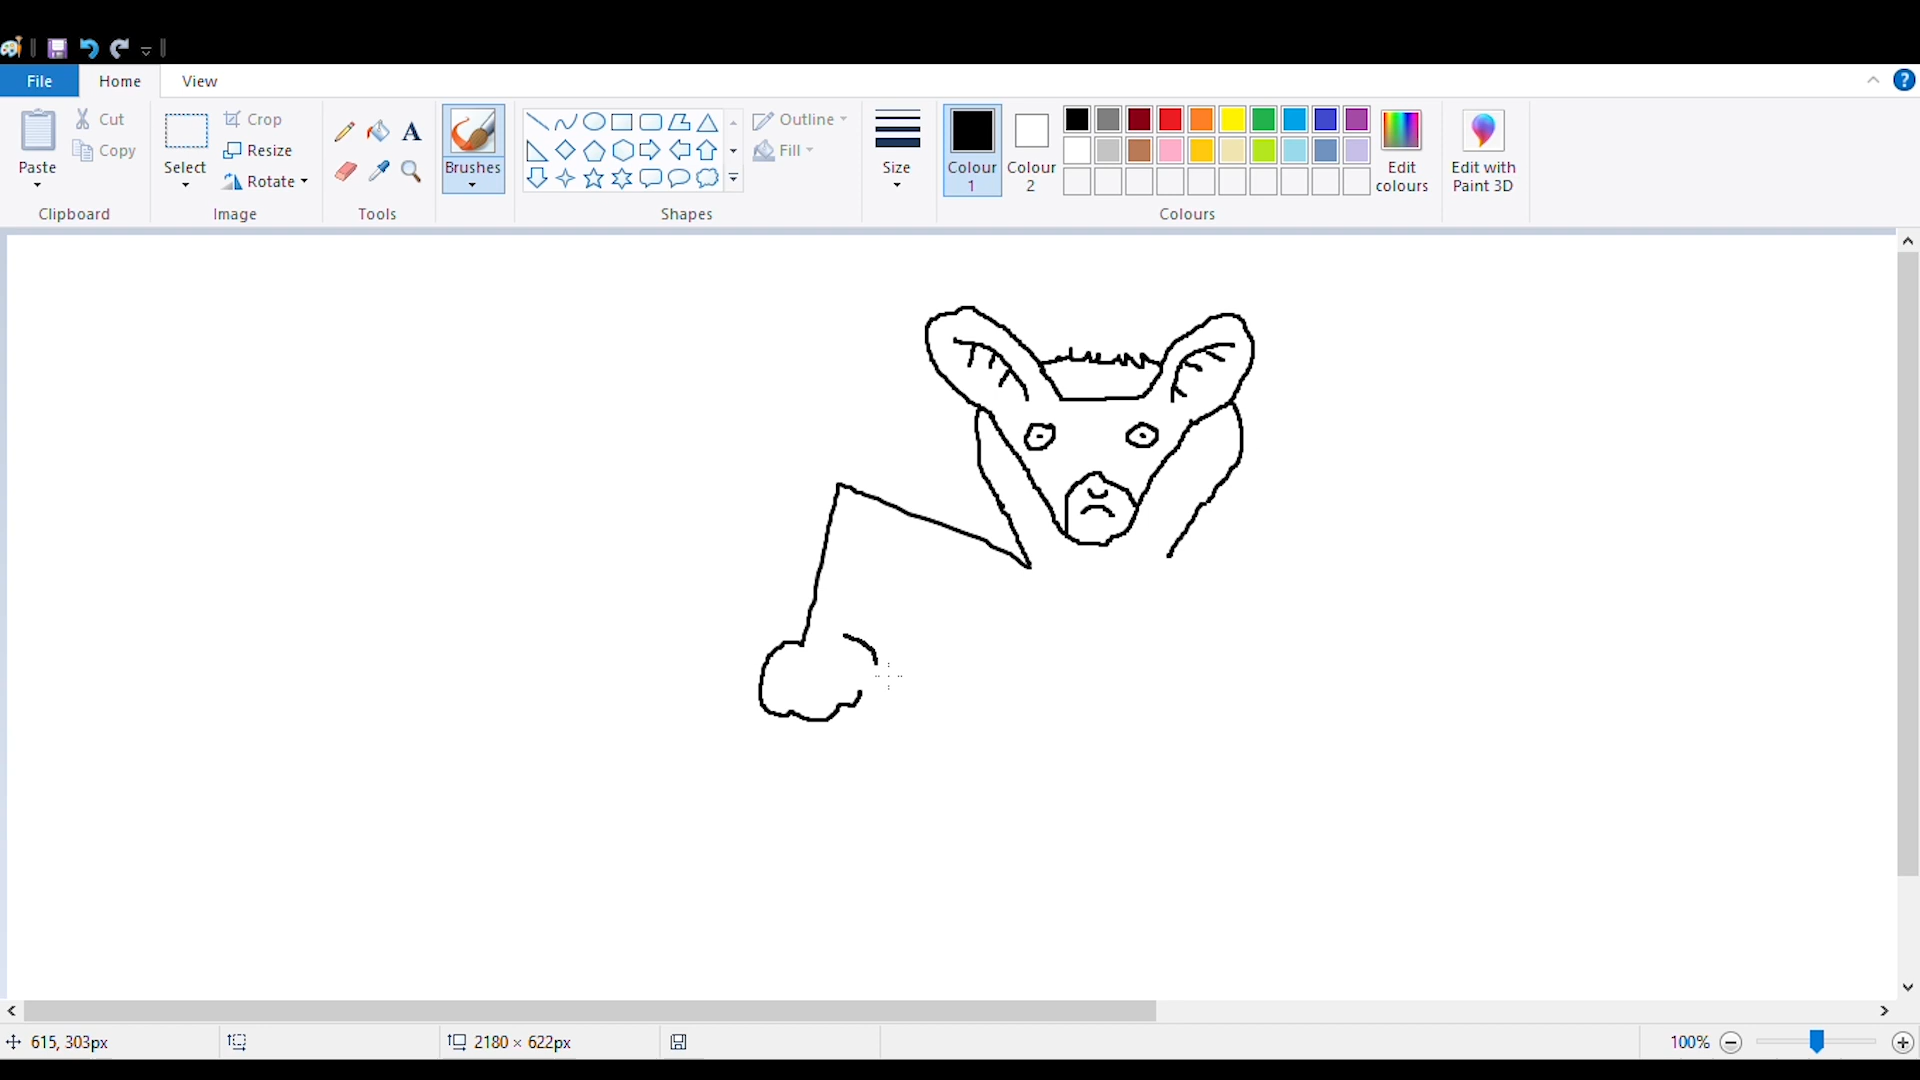 File Home View ?
Cut Crop Outline
Copy Resize Fill
Paste Select Rotate A Brushes Size Colour 1 Colour 2 Edit colours Edit with Paint 3D
Clipboard Image Tools Shapes Colours
615, 303px 2180 × 622px 100%